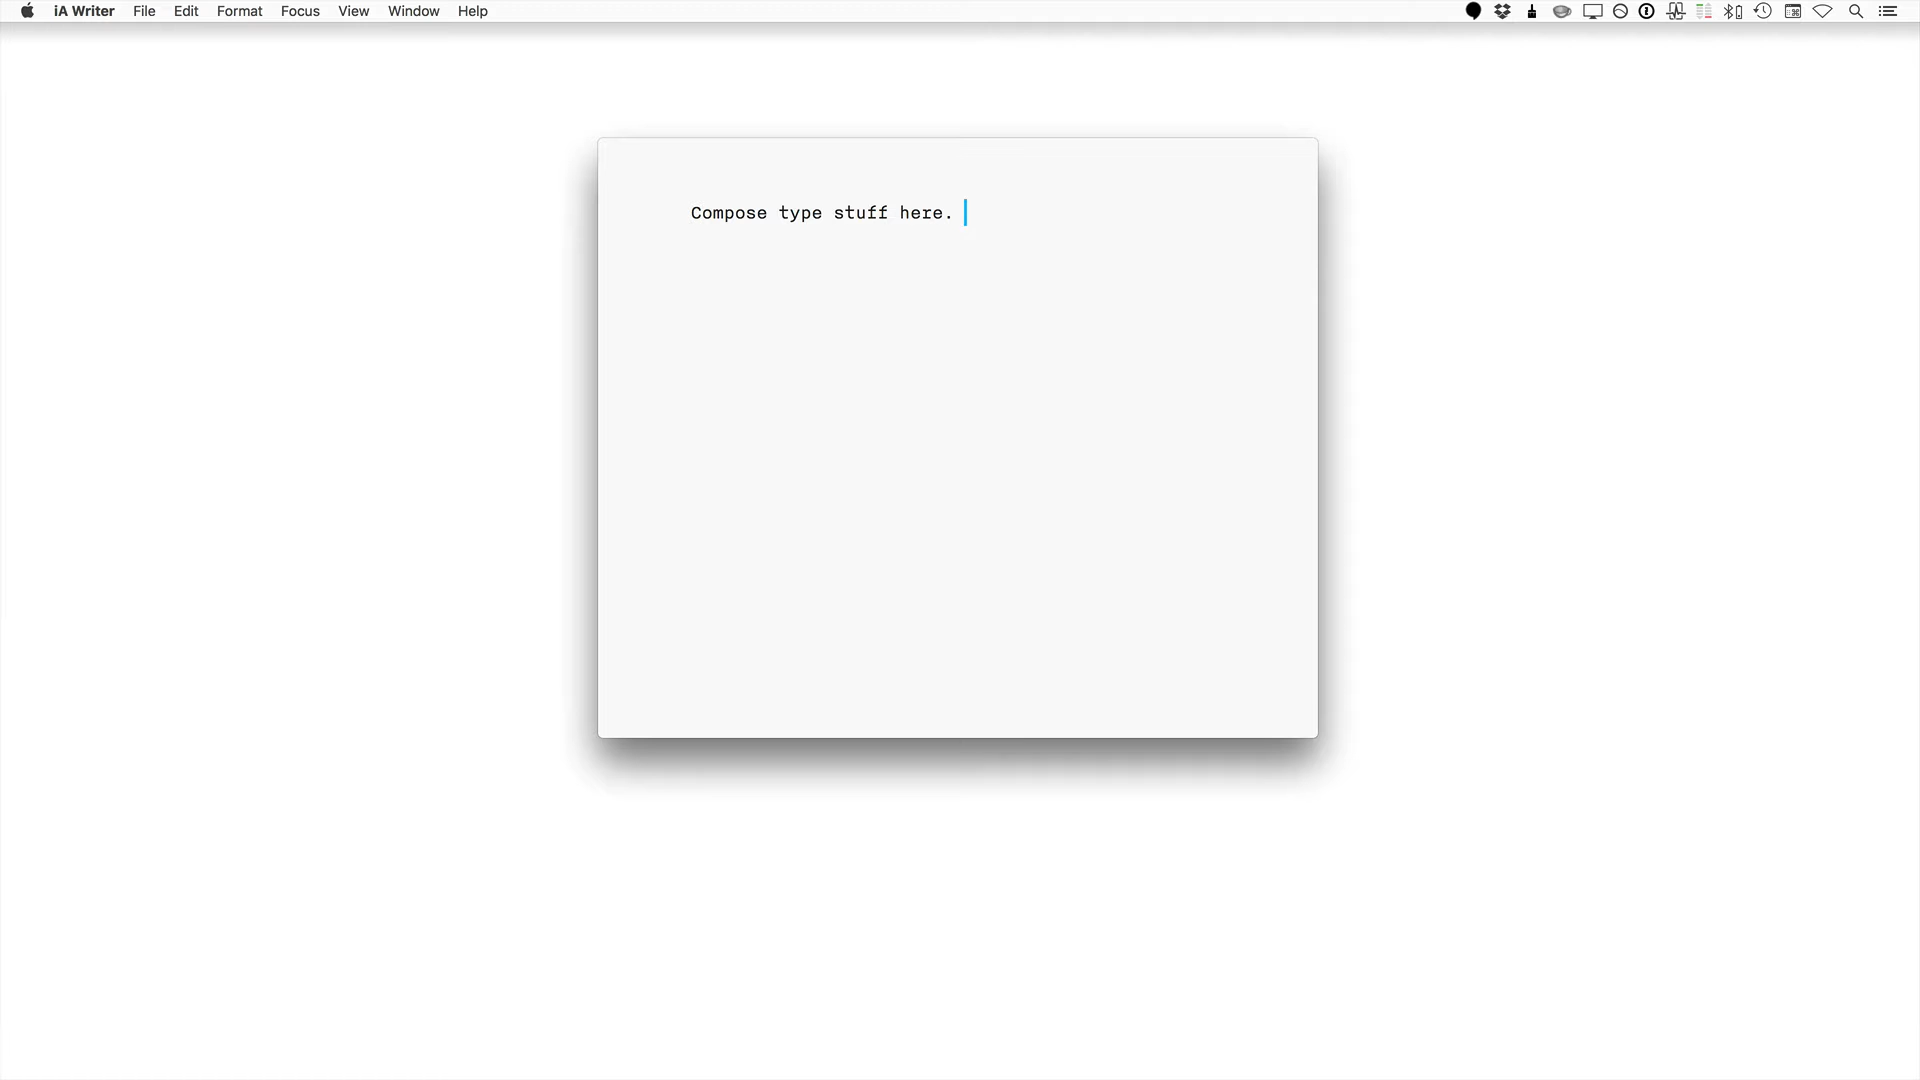 iA Writer File Edit Format Focus View Window Help
Compose type stuff here.